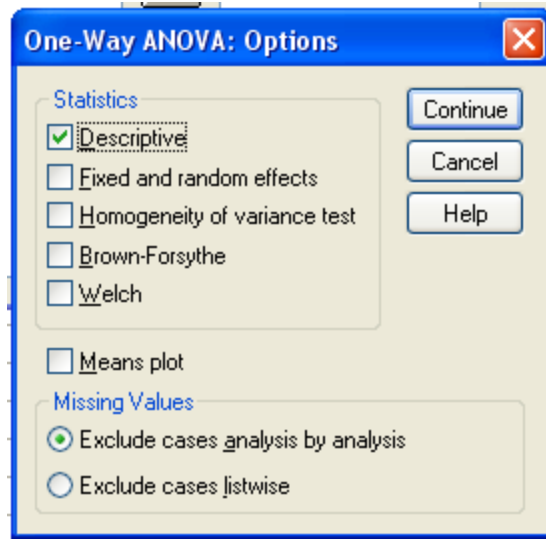 One-Way ANOVA: Options
Statistics
Descriptive
Fixed and random effects
Homogeneity of variance test
Brown-Forsythe
Welch
Continue
Cancel
Help
Means plot
Missing Values
Exclude cases analysis by analysis
Exclude cases listwise